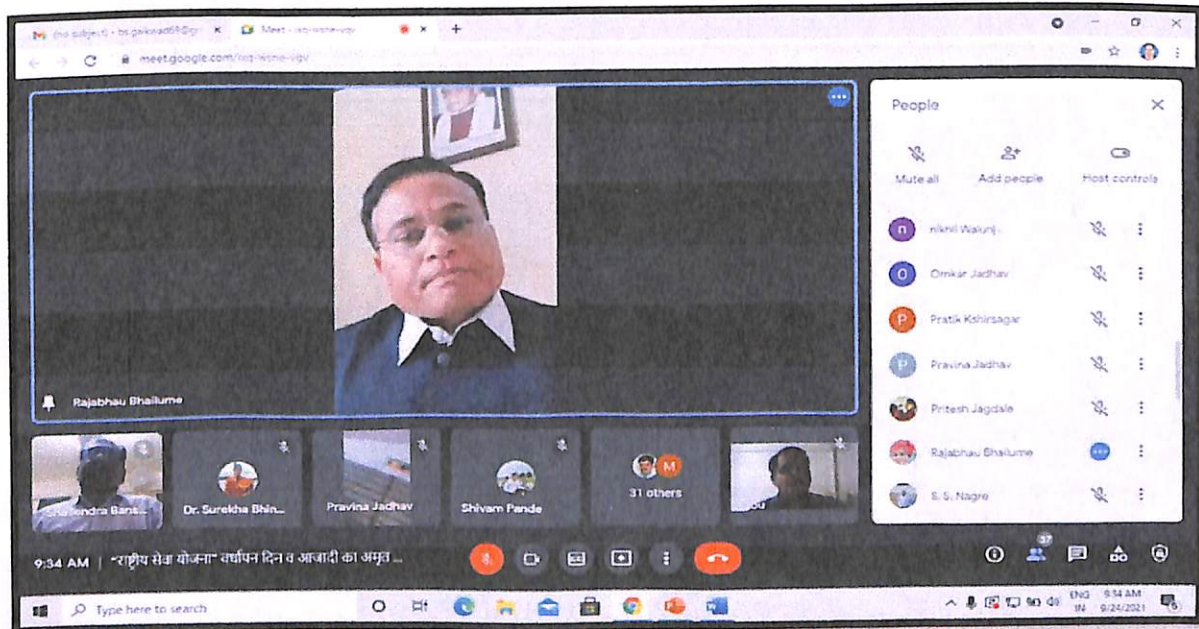 (no subject) - bs.gaikwad69@g
Meet -
meet.google.com/ixq-wsne-vgv
Rajabhau Bhailume
Dr. Surekha Bhin...
Pravina Jadhav
Shivam Pande
31 others
9:34 AM | "राष्ट्रीय सेवा योजना" वर्धापन दिन व आजादी का अमृत ...
People
Mute all
Add people
Host controls
n
Walunj
O
Omkar Jadhav
P
Pratik Kshirsagar
P
Pravina Jadhav
Pritesh Jagdale
Rajabhau Bhailume
S. S. Nagre
M
37
Type here to search
ENG
IN
9:34 AM
9/24/2021